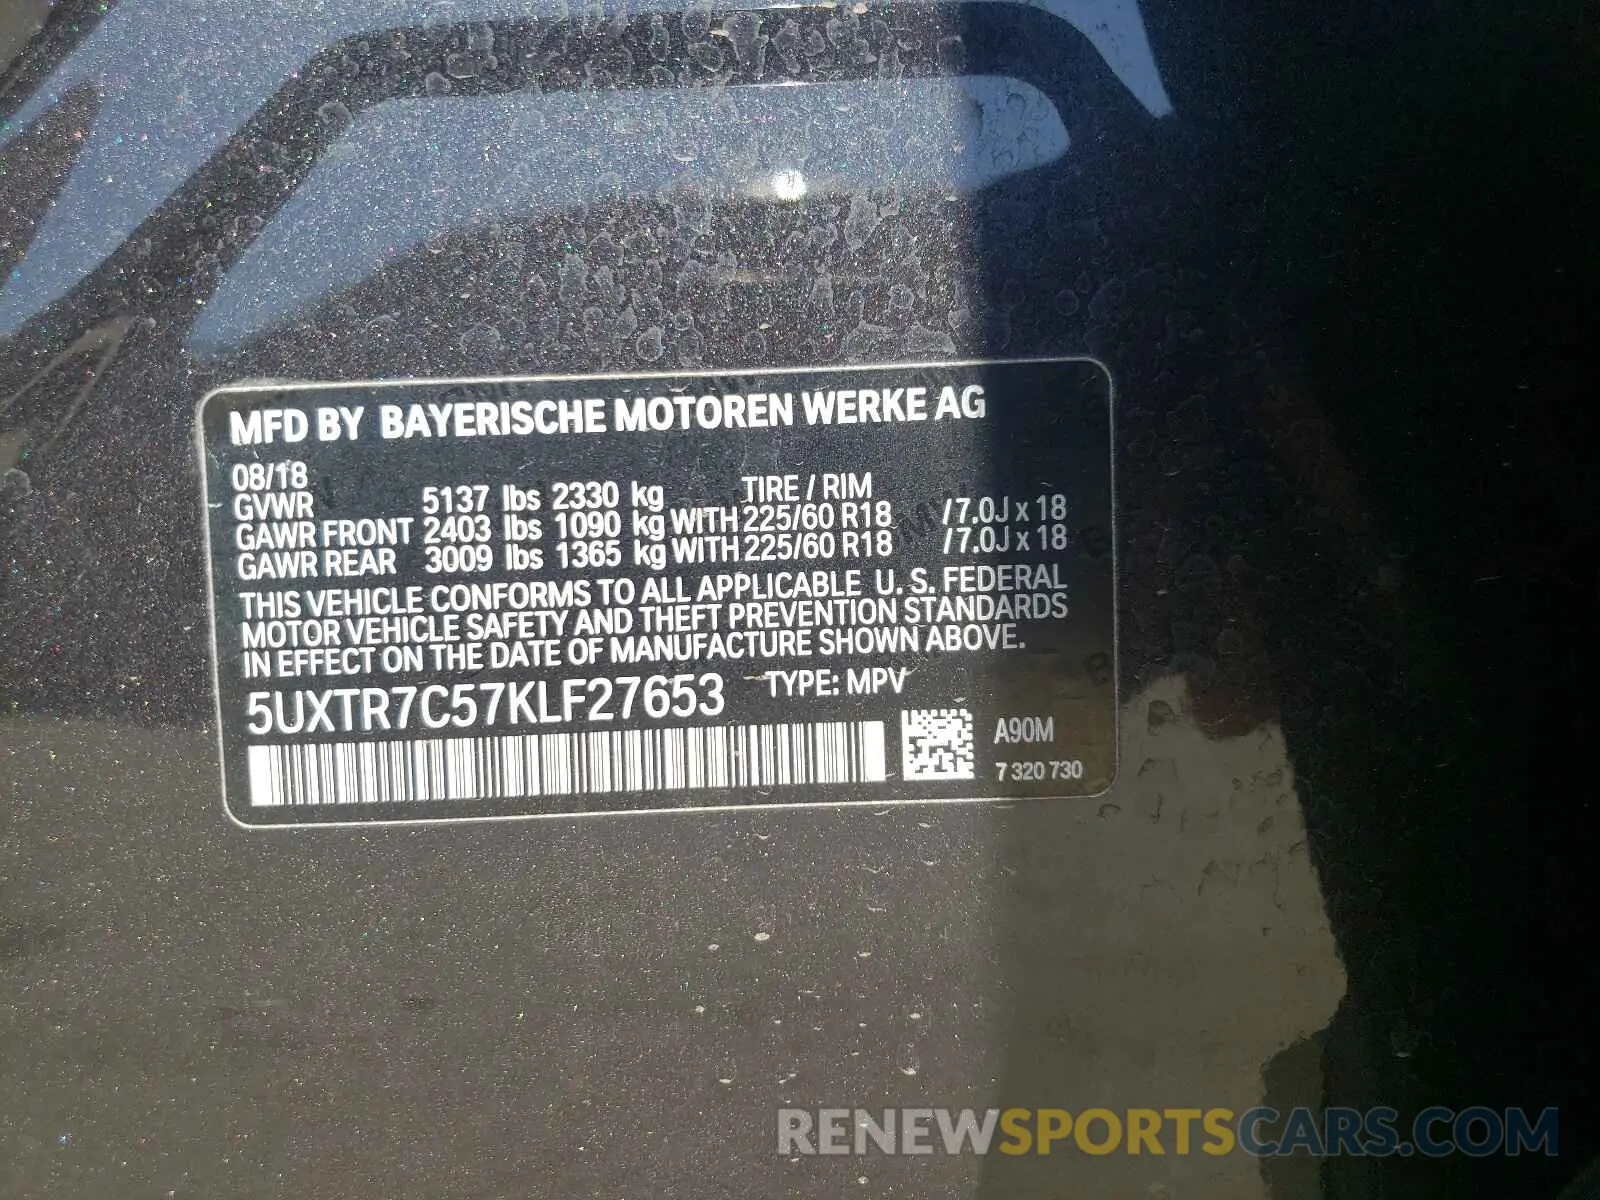 MFD BY BAYERISCHE MOTOREN WERKE AG
08/18 TIRE / RIM
GVWR 5137 lbs 2330 kg
GAWR FRONT 2403 lbs 1090 kg WITH 225/60 R18 /7.0J x 18
GAWR REAR 3009 lbs 1365 kg WITH 225/60 R18 /7.0J x 18
THIS VEHICLE CONFORMS TO ALL APPLICABLE U. S. FEDERAL
MOTOR VEHICLE SAFETY AND THEFT PREVENTION STANDARDS
IN EFFECT ON THE DATE OF MANUFACTURE SHOWN ABOVE.
5UXTR7C57KLF27653 TYPE: MPV
A90M
7 320 730
RENEWSPORTSCARS.COM